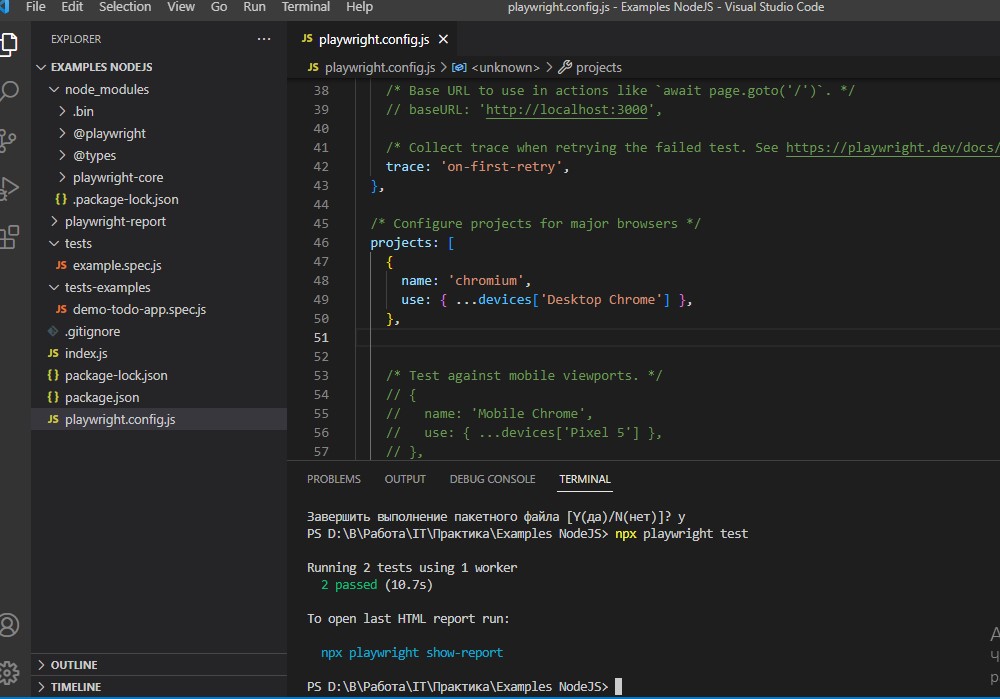 File Edit Selection View Go Run Terminal Help playwright.config.js - Examples NodeJS - Visual Studio Code
EXPLORER ...
EXAMPLES NODEJS
node_modules
.bin
@playwright
@types
playwright-core
{} .package-lock.json
playwright-report
tests
JS example.spec.js
tests-examples
JS demo-todo-app.spec.js
.gitignore
JS index.js
{} package-lock.json
{} package.json
JS playwright.config.js
OUTLINE
TIMELINE
JS playwright.config.js ×
JS playwright.config.js > <unknown> > projects
38 /* Base URL to use in actions like `await page.goto('/')`. */
39 // baseURL: 'http://localhost:3000',
40
41 /* Collect trace when retrying the failed test. See https://playwright.dev/docs/
42 trace: 'on-first-retry',
43 },
44
45 /* Configure projects for major browsers */
46 projects: [
47 {
48 name: 'chromium',
49 use: { ...devices['Desktop Chrome'] },
50 },
51
52
53 /* Test against mobile viewports. */
54 // {
55 // name: 'Mobile Chrome',
56 // use: { ...devices['Pixel 5'] },
57 // },
PROBLEMS OUTPUT DEBUG CONSOLE TERMINAL
Завершить выполнение пакетного файла [Y(да)/N(нет)]? y
PS D:\В\Работа\IT\Практика\Examples NodeJS> npx playwright test
Running 2 tests using 1 worker
2 passed (10.7s)
To open last HTML report run:
npx playwright show-report
PS D:\В\Работа\IT\Практика\Examples NodeJS>